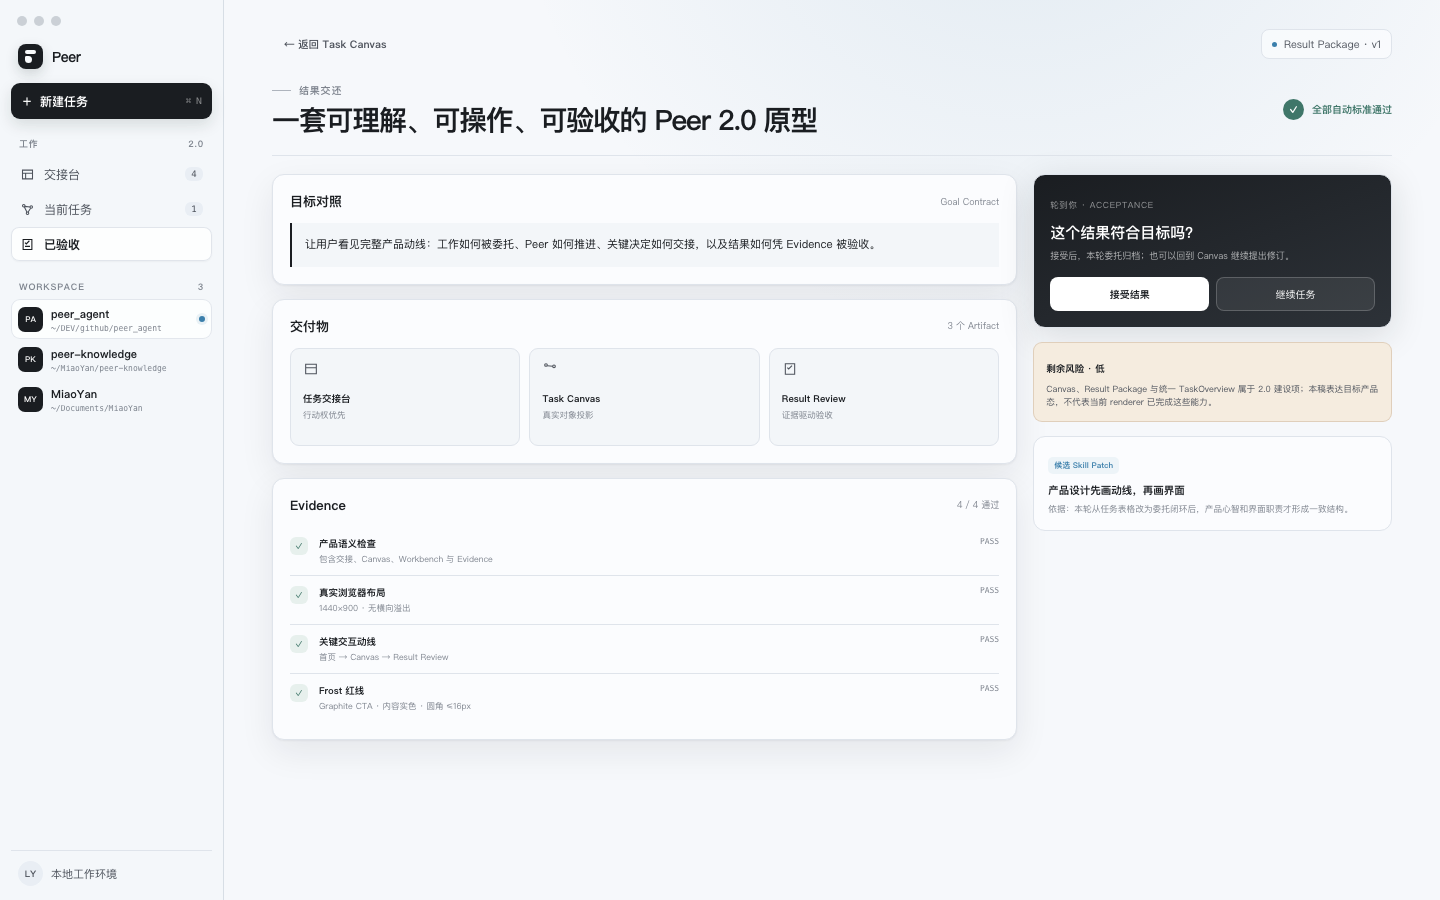 Peer
+ 新建任务 ⌘ N
工作 2.0
交接台 4
当前任务 1
已验收
WORKSPACE 3
PA peer_agent
~/DEV/github/peer_agent
PK peer-knowledge
~/MiaoYan/peer-knowledge
MY MiaoYan
~/Documents/MiaoYan
LY 本地工作环境
← 返回 Task Canvas
Result Package · v1
结果交还
一套可理解、可操作、可验收的 Peer 2.0 原型
全部自动标准通过
目标对照 Goal Contract
让用户看见完整产品动线：工作如何被委托、Peer 如何推进、关键决定如何交接，以及结果如何凭 Evidence 被验收。
交付物 3 个 Artifact
任务交接台
行动权优先
Task Canvas
真实对象投影
Result Review
证据驱动验收
Evidence 4 / 4 通过
产品语义检查 PASS
包含交接、Canvas、Workbench 与 Evidence
真实浏览器布局 PASS
1440×900 · 无横向溢出
关键交互动线 PASS
首页 → Canvas → Result Review
Frost 红线 PASS
Graphite CTA · 内容实色 · 圆角 ≤16px
轮到你 · ACCEPTANCE
这个结果符合目标吗?
接受后，本轮委托归档；也可以回到 Canvas 继续提出修订。
接受结果
继续任务
剩余风险 · 低
Canvas、Result Package 与统一 TaskOverview 属于 2.0 建设项；本稿表达目标产品
态，不代表当前 renderer 已完成这些能力。
候选 Skill Patch
产品设计先画动线，再画界面
依据：本轮从任务表格改为委托闭环后，产品心智和界面职责才形成一致结构。